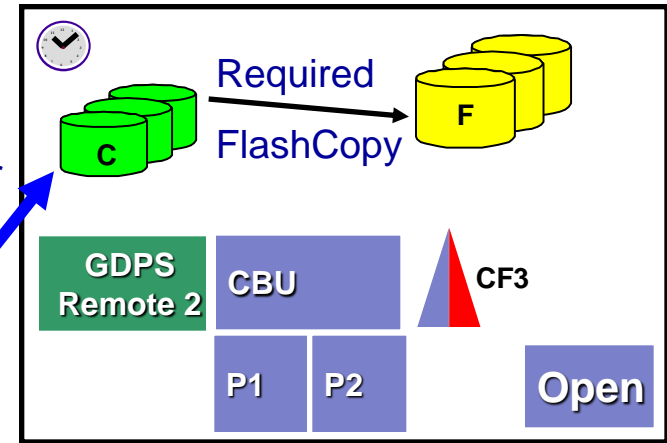 Required
FlashCopy
C
F
GDPS
Remote 2
CBU
CF3
P1
P2
Open